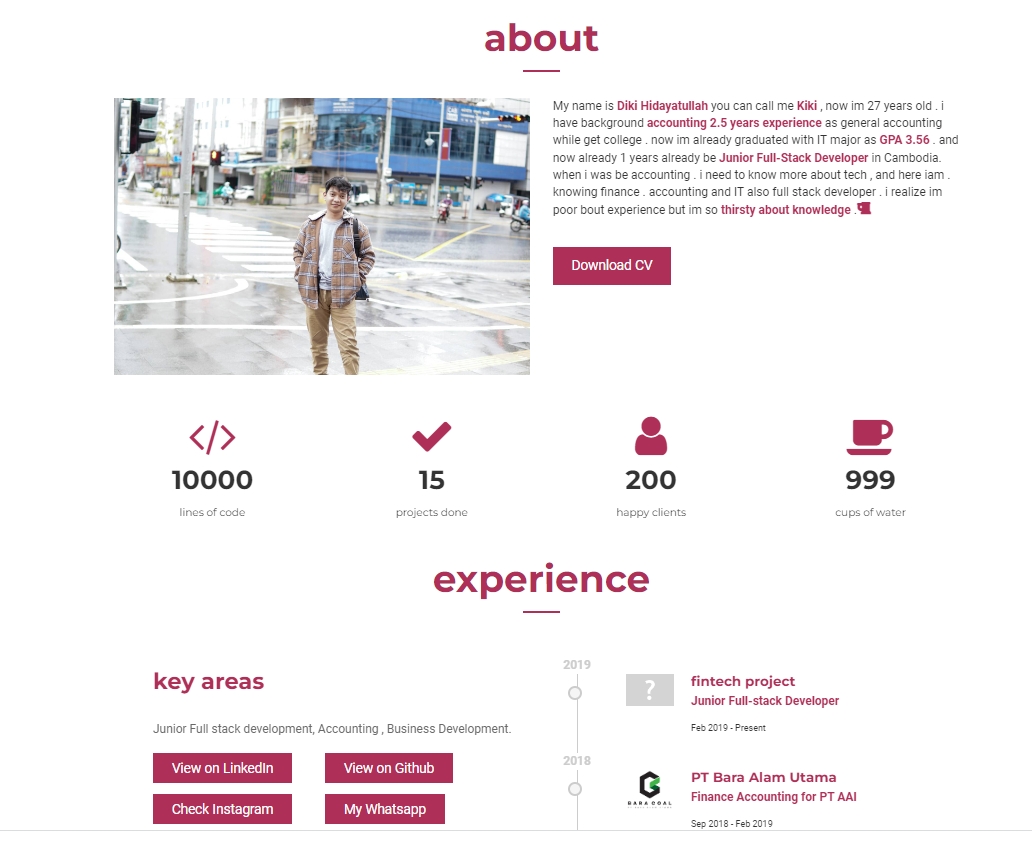 about
My name is Diki Hidayatullah you can call me Kiki , now im 27 years old . i
have background accounting 2.5 years experience as general accounting
while get college . now im already graduated with IT major as GPA 3.56 . and
now already 1 years already be Junior Full-Stack Developer in Cambodia.
when i was be accounting . i need to know more about tech , and here iam .
knowing finance . accounting and IT also full stack developer . i realize im
poor bout experience but im so thirsty about knowledge .
Download CV
10000
lines of code
15
projects done
200
happy clients
999
cups of water
experience
key areas
Junior Full stack development, Accounting , Business Development.
View on LinkedIn
View on Github
Check Instagram
My Whatsapp
2019
?
fintech project
Junior Full-stack Developer
Feb 2019 - Present
2018
BARA COAL
PT Bara Alam Utama
Finance Accounting for PT AAI
Sep 2018 - Feb 2019